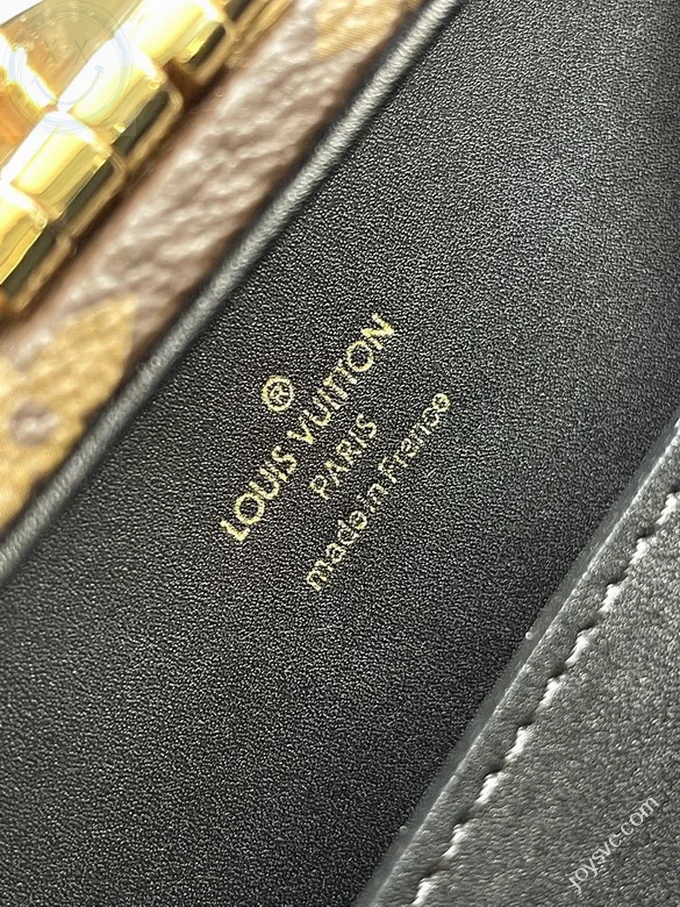 ®
LOUIS VUITTON
PARIS
made in France
joysvc.com